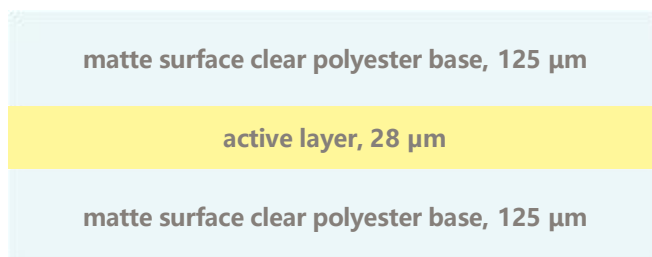 matte surface clear polyester base, 125 µm
active layer, 28 µm
matte surface clear polyester base, 125 µm